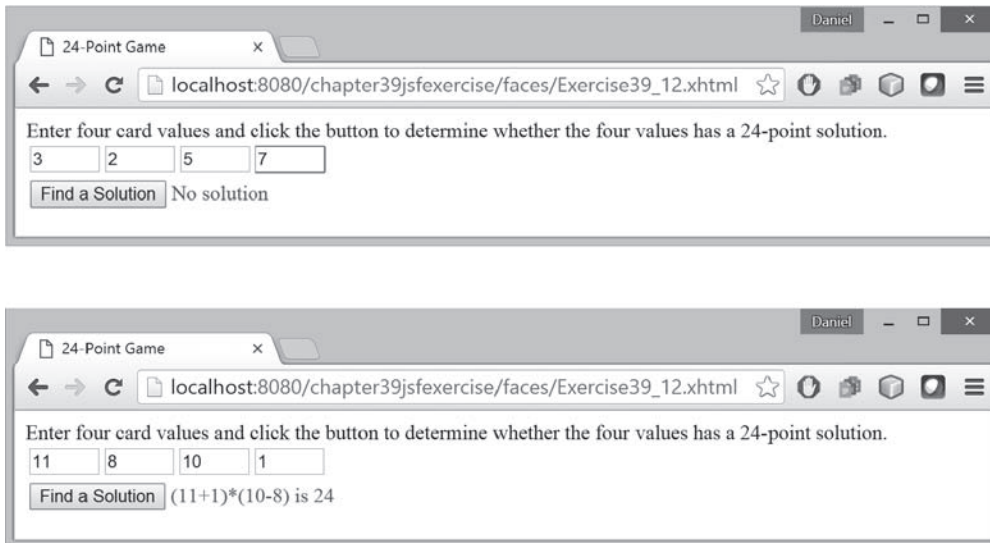 Daniel
24-Point Game
localhost:8080/chapter39jsfexercise/faces/Exercise39_12.xhtml
Enter four card values and click the button to determine whether the four values has a 24-point solution.
3 2 5 7
Find a Solution No solution
Daniel
24-Point Game
localhost:8080/chapter39jsfexercise/faces/Exercise39_12.xhtml
Enter four card values and click the button to determine whether the four values has a 24-point solution.
11 8 10 1
Find a Solution (11+1)*(10-8) is 24